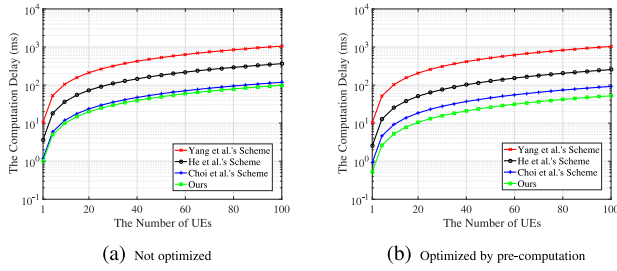 The Computation Delay (ms)
10^4
10^3
10^2
10^1
10^0
10^-1
Yang et al.'s Scheme
He et al.'s Scheme
Choi et al.'s Scheme
Ours
1 20 40 60 80 100
The Number of UEs
(a) Not optimized
The Computation Delay (ms)
10^4
10^3
10^2
10^1
10^0
10^-1
Yang et al.'s Scheme
He et al.'s Scheme
Choi et al.'s Scheme
Ours
1 20 40 60 80 100
The Number of UEs
(b) Optimized by pre-computation